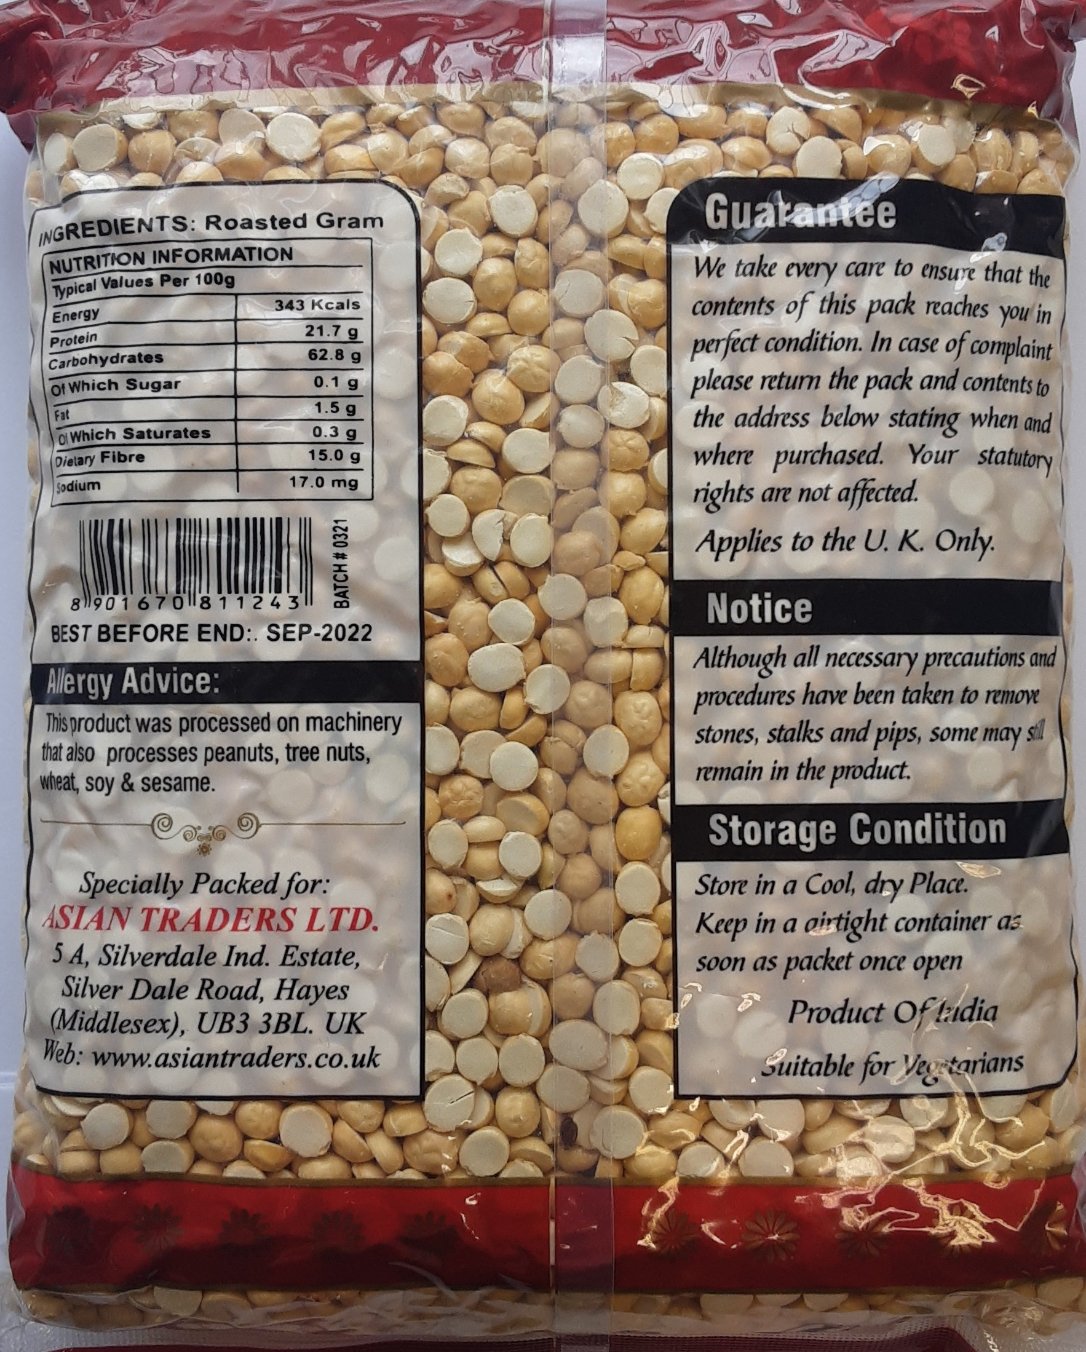 INGREDIENTS: Roasted Gram
NUTRITION INFORMATION
Typical Values Per 100g
Energy 343 Kcals
Protein 21.7 g
Carbohydrates 62.8 g
Of Which Sugar 0.1 g
Fat 1.5 g
Of Which Saturates 0.3 g
Dietary Fibre 15.0 g
Sodium 17.0 mg
8 901670 811243
BATCH # 0321
BEST BEFORE END:. SEP-2022
Allergy Advice:
This product was processed on machinery
that also processes peanuts, tree nuts,
wheat, soy & sesame.
Specially Packed for:
ASIAN TRADERS LTD.
5 A, Silverdale Ind. Estate,
Silver Dale Road, Hayes
(Middlesex), UB3 3BL. UK
Web: www.asiantraders.co.uk
Guarantee
We take every care to ensure that the
contents of this pack reaches you in
perfect condition. In case of complaint
please return the pack and contents to
the address below stating when and
where purchased. Your statutory
rights are not affected.
Applies to the U. K. Only.
Notice
Although all necessary precautions and
procedures have been taken to remove
stones, stalks and pips, some may still
remain in the product.
Storage Condition
Store in a Cool, dry Place.
Keep in a airtight container as
soon as packet once open
Product Of India
Suitable for Vegetarians